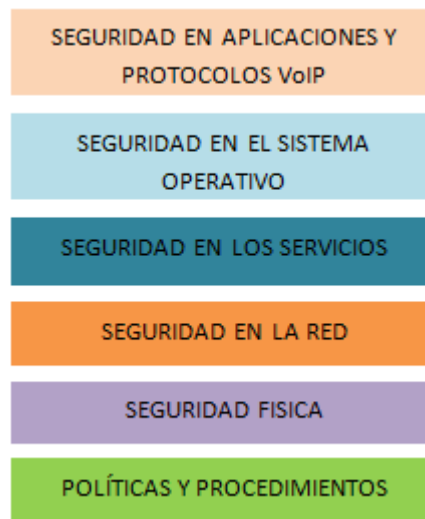 SEGURIDAD EN APLICACIONES Y
PROTOCOLOS VoIP
SEGURIDAD EN EL SISTEMA
OPERATIVO
SEGURIDAD EN LOS SERVICIOS
SEGURIDAD EN LA RED
SEGURIDAD FISICA
POLÍTICAS Y PROCEDIMIENTOS